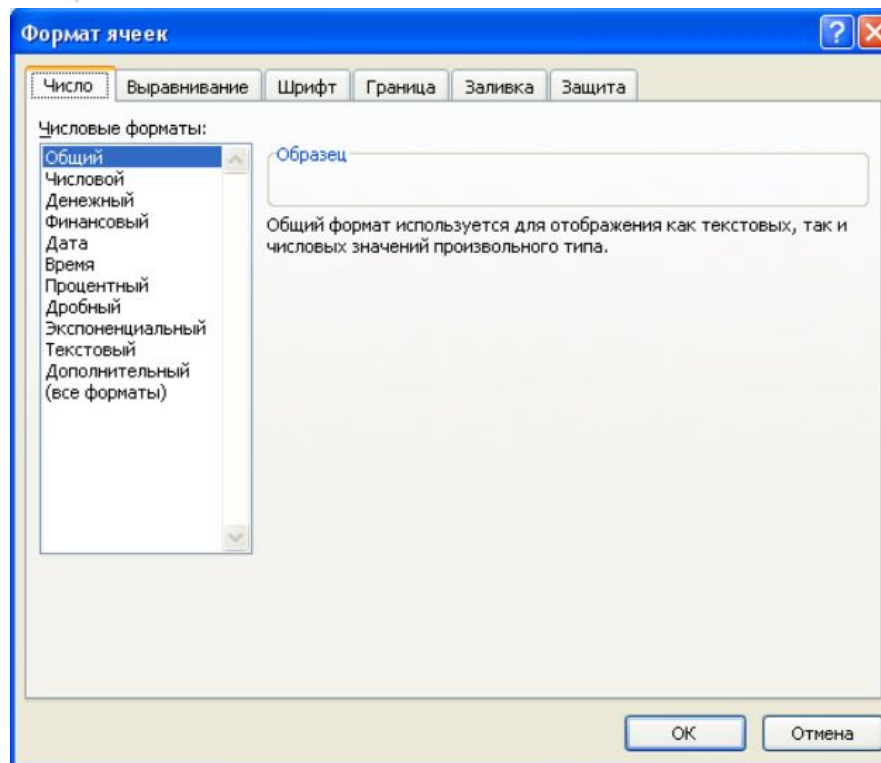 Формат ячеек
Число Выравнивание Шрифт Граница Заливка Защита
Числовые форматы:
Общий
Числовой
Денежный
Финансовый
Дата
Время
Процентный
Дробный
Экспоненциальный
Текстовый
Дополнительный
(все форматы)
Образец
Общий формат используется для отображения как текстовых, так и
числовых значений произвольного типа.
ОК Отмена